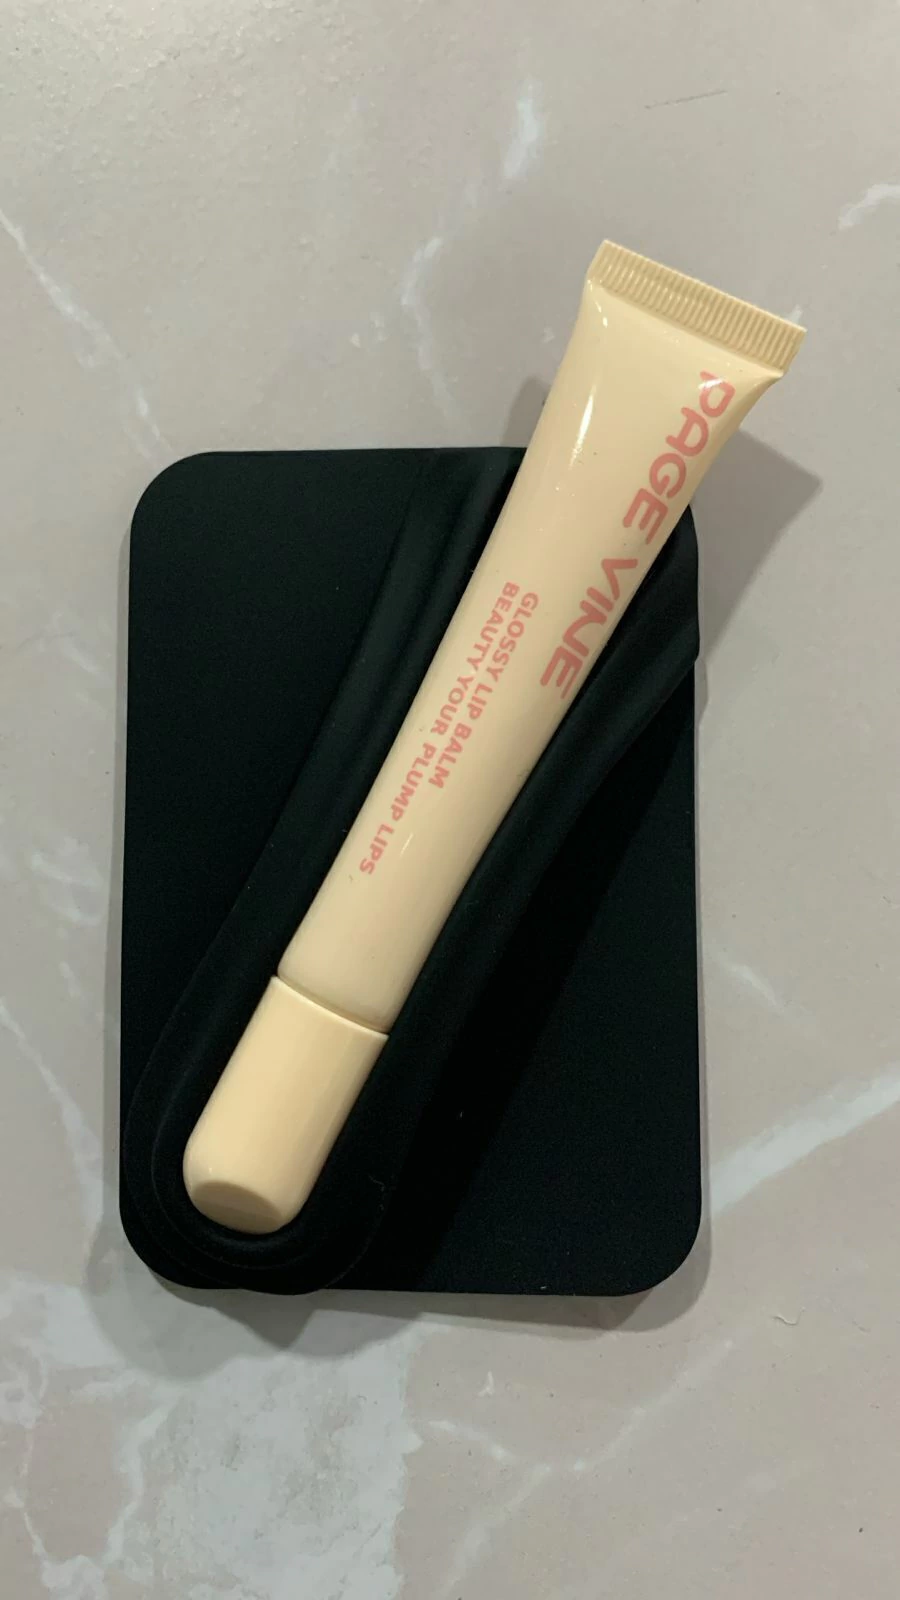 PAGE VINE
GLOSSY LIP BALM
BEAUTY YOUR PLUMP LIPS